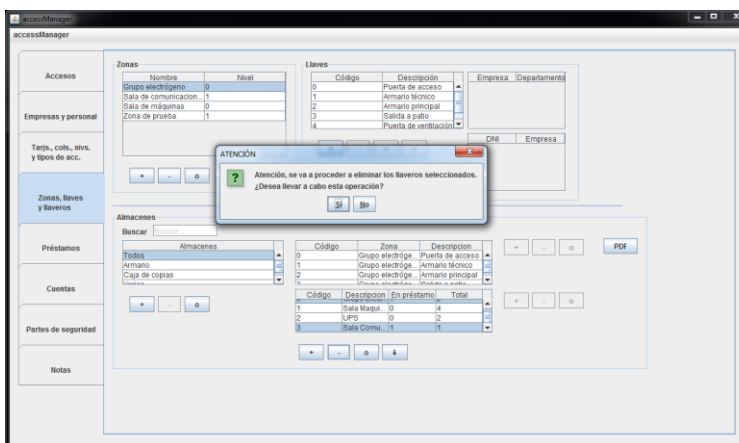 accessManager
accessManager
Accesos
Empresas y personal
Tarjs., cols., nivs.
y tipos de acc.
Zonas, llaves
y llaveros
Préstamos
Cuentas
Partes de seguridad
Notas
Zonas
Nombre Nivel
Grupo electrógeno 0
Sala de comunicacion... 1
Sala de máquinas 0
Zona de prueba 1
+ - o
Llaves
Código Descripción
0 Puerta de acceso
1 Armario técnico
2 Armario principal
3 Salida a patio
4 Puerta de ventilación
Empresa Departamento
DNI Empresa
ATENCIÓN
Atención, se va a proceder a eliminar los llaveros seleccionados.
¿Desea llevar a cabo esta operación?
Sí No
Almacenes
Buscar Buscar...
Almacenes
Todos
Armario
Caja de copias
Varios
+ - o
Código Zona Descripcion
0 Grupo electróge... Puerta de acceso
1 Grupo electróge... Armario técnico
2 Grupo electróge... Armario principal
3 Grupo electróge... Salida a patio
+ - o
PDF
Código Descripcion En préstamo Total
1 Sala Maqui... 0 4
2 UPS 0 2
3 Sala Comu... 1 1
+ - o
+ - o ⬇